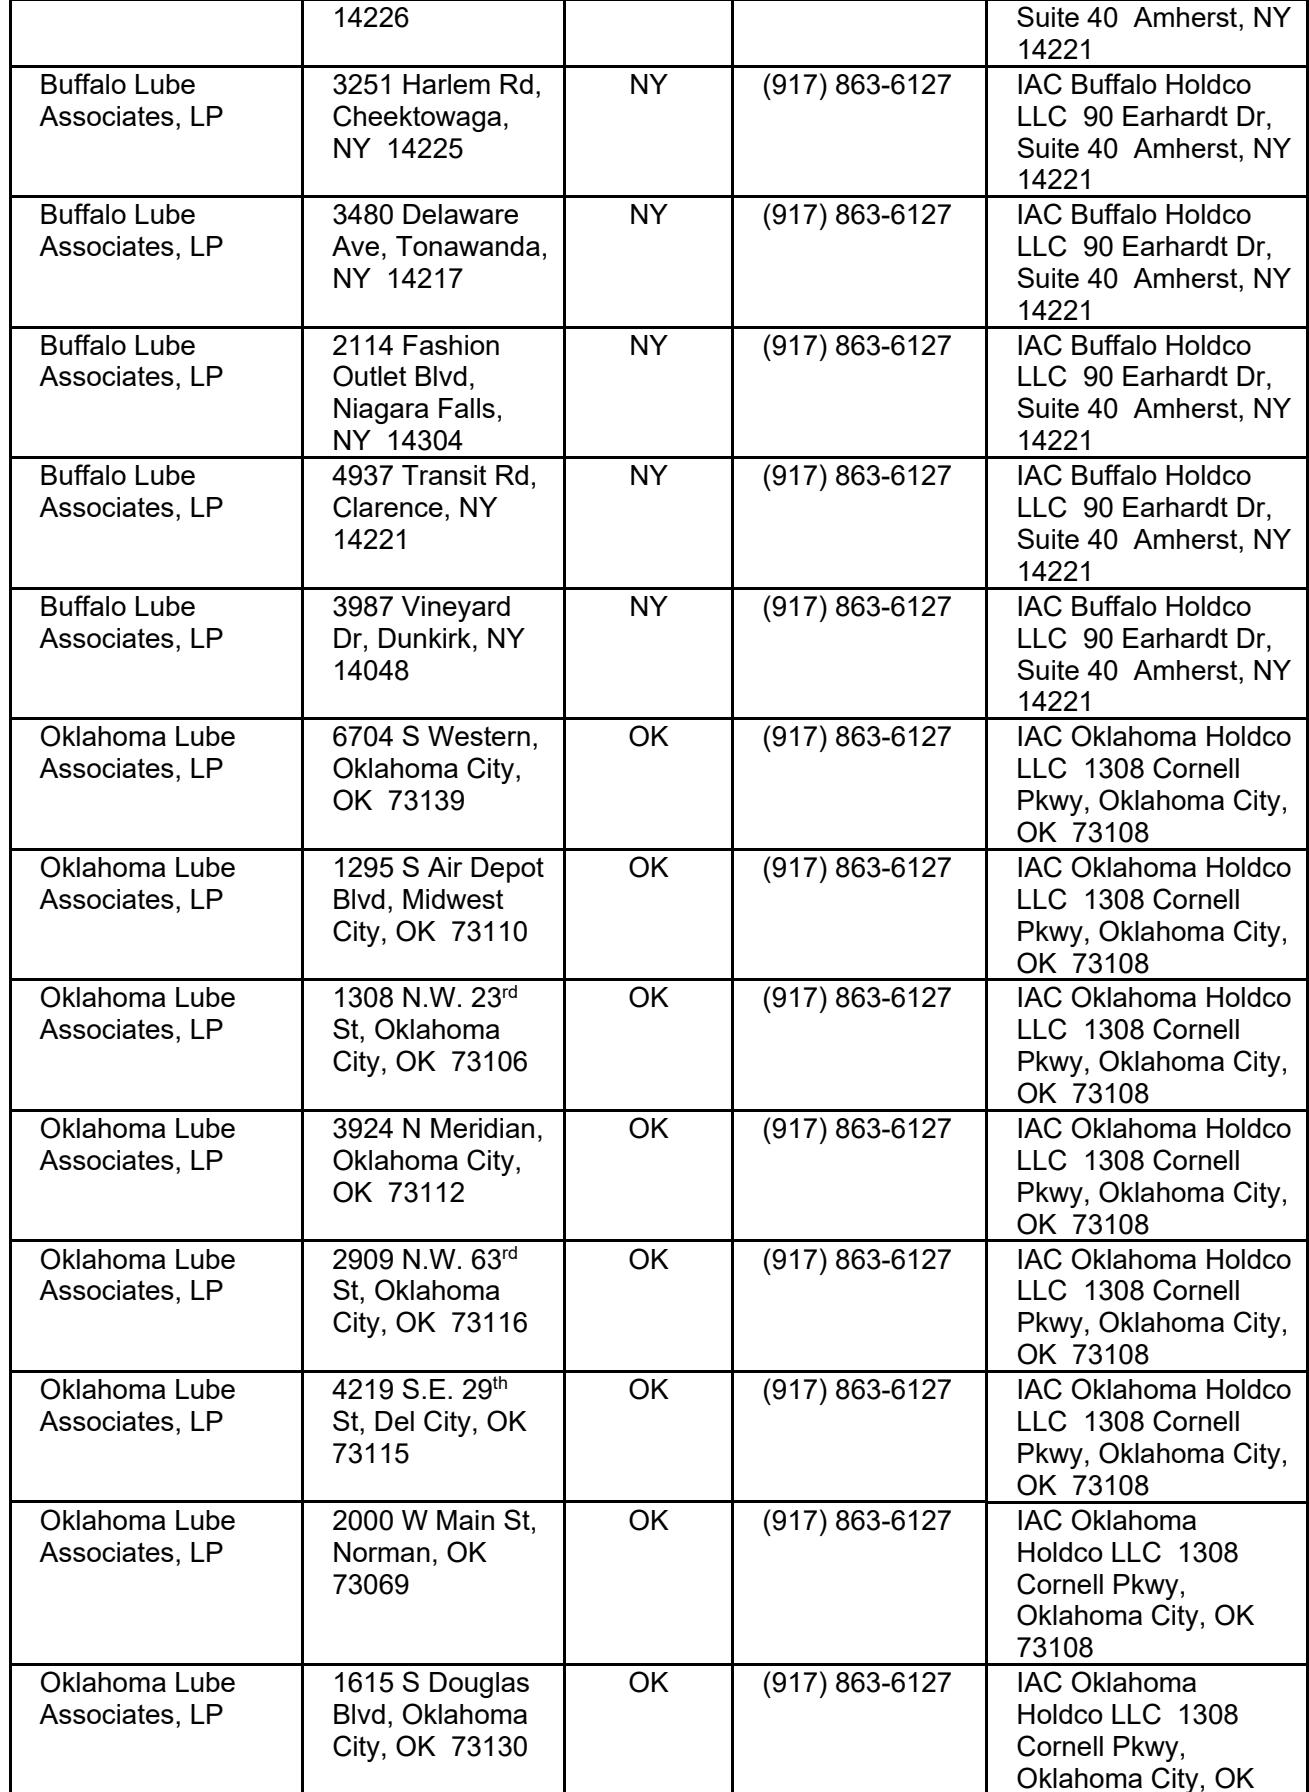 14226
Suite 40  Amherst, NY
14221
Buffalo Lube
Associates, LP
3251 Harlem Rd,
Cheektowaga,
NY  14225
NY
(917) 863-6127
IAC Buffalo Holdco
LLC  90 Earhardt Dr,
Suite 40  Amherst, NY
14221
Buffalo Lube
Associates, LP
3480 Delaware
Ave, Tonawanda,
NY  14217
NY
(917) 863-6127
IAC Buffalo Holdco
LLC  90 Earhardt Dr,
Suite 40  Amherst, NY
14221
Buffalo Lube
Associates, LP
2114 Fashion
Outlet Blvd,
Niagara Falls,
NY  14304
NY
(917) 863-6127
IAC Buffalo Holdco
LLC  90 Earhardt Dr,
Suite 40  Amherst, NY
14221
Buffalo Lube
Associates, LP
4937 Transit Rd,
Clarence, NY
14221
NY
(917) 863-6127
IAC Buffalo Holdco
LLC  90 Earhardt Dr,
Suite 40  Amherst, NY
14221
Buffalo Lube
Associates, LP
3987 Vineyard
Dr, Dunkirk, NY
14048
NY
(917) 863-6127
IAC Buffalo Holdco
LLC  90 Earhardt Dr,
Suite 40  Amherst, NY
14221
Oklahoma Lube
Associates, LP
6704 S Western,
Oklahoma City,
OK  73139
OK
(917) 863-6127
IAC Oklahoma Holdco
LLC  1308 Cornell
Pkwy, Oklahoma City,
OK  73108
Oklahoma Lube
Associates, LP
1295 S Air Depot
Blvd, Midwest
City, OK  73110
OK
(917) 863-6127
IAC Oklahoma Holdco
LLC  1308 Cornell
Pkwy, Oklahoma City,
OK  73108
Oklahoma Lube
Associates, LP
1308 N.W. 23rd
St, Oklahoma
City, OK  73106
OK
(917) 863-6127
IAC Oklahoma Holdco
LLC  1308 Cornell
Pkwy, Oklahoma City,
OK  73108
Oklahoma Lube
Associates, LP
3924 N Meridian,
Oklahoma City,
OK  73112
OK
(917) 863-6127
IAC Oklahoma Holdco
LLC  1308 Cornell
Pkwy, Oklahoma City,
OK  73108
Oklahoma Lube
Associates, LP
2909 N.W. 63rd
St, Oklahoma
City, OK  73116
OK
(917) 863-6127
IAC Oklahoma Holdco
LLC  1308 Cornell
Pkwy, Oklahoma City,
OK  73108
Oklahoma Lube
Associates, LP
4219 S.E. 29th
St, Del City, OK
73115
OK
(917) 863-6127
IAC Oklahoma Holdco
LLC  1308 Cornell
Pkwy, Oklahoma City,
OK  73108
Oklahoma Lube
Associates, LP
2000 W Main St,
Norman, OK
73069
OK
(917) 863-6127
IAC Oklahoma
Holdco LLC  1308
Cornell Pkwy,
Oklahoma City, OK
73108
Oklahoma Lube
Associates, LP
1615 S Douglas
Blvd, Oklahoma
City, OK  73130
OK
(917) 863-6127
IAC Oklahoma
Holdco LLC  1308
Cornell Pkwy,
Oklahoma City, OK